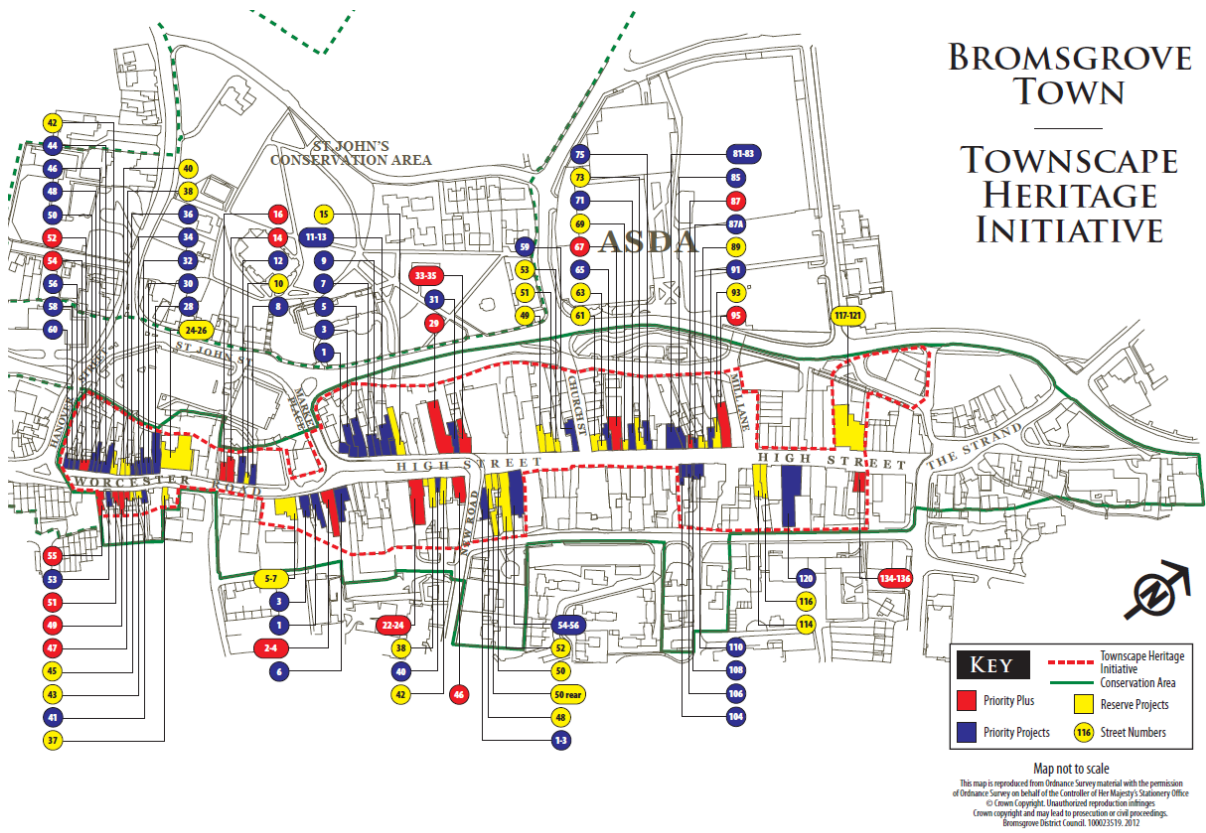 BROMSGROVE
TOWN
TOWNSCAPE
HERITAGE
INITIATIVE
ST JOHN'S
CONSERVATION AREA
ASDA
42
44
46
48
50
52
54
56
58
60
40
38
36
34
32
30
28
24-26
16
14
12
10
8
15
11-13
9
7
5
3
1
33-35
31
29
59
53
51
49
75
73
71
69
67
65
63
61
81-83
85
87
87A
89
91
93
95
117-121
HANOVER STREET
ST JOHN ST
MARKET PLACE
CHURCH ST
MILL LANE
THE STRAND
HIGH STREET
HIGH STREET
WORCESTER ROAD
NEW ROAD
55
53
51
49
47
45
43
41
37
5-7
3
1
2-4
6
22-24
38
40
42
46
54-56
52
50
50 rear
48
1-3
110
108
106
104
120
116
114
134-136
N
KEY
Townscape Heritage
Initiative
Conservation Area
Priority Plus
Reserve Projects
Priority Projects
116 Street Numbers
Map not to scale
This map is reproduced from Ordnance Survey material with the permission
of Ordnance Survey on behalf of the Controller of Her Majesty's Stationery Office
© Crown Copyright. Unauthorized reproduction infringes
Crown copyright and may lead to prosecution or civil proceedings.
Bromsgrove District Council. 100023519. 2012